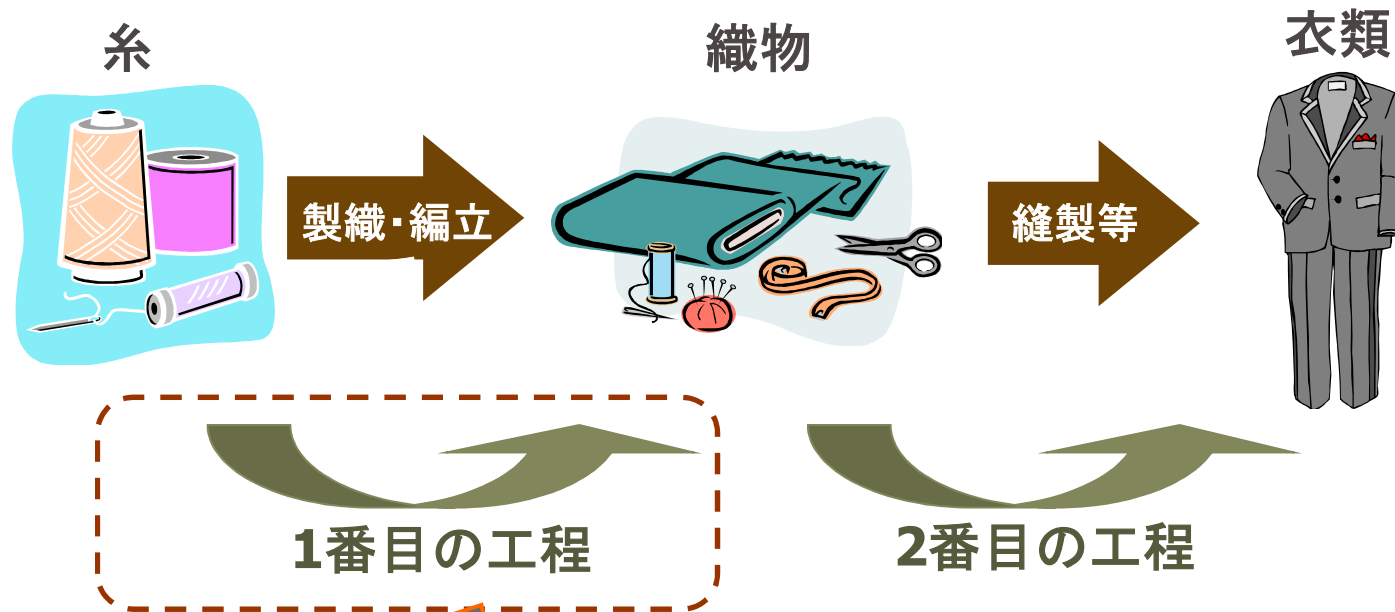 糸
織物
衣類
製織・編立
縫製等
1番目の工程
2番目の工程